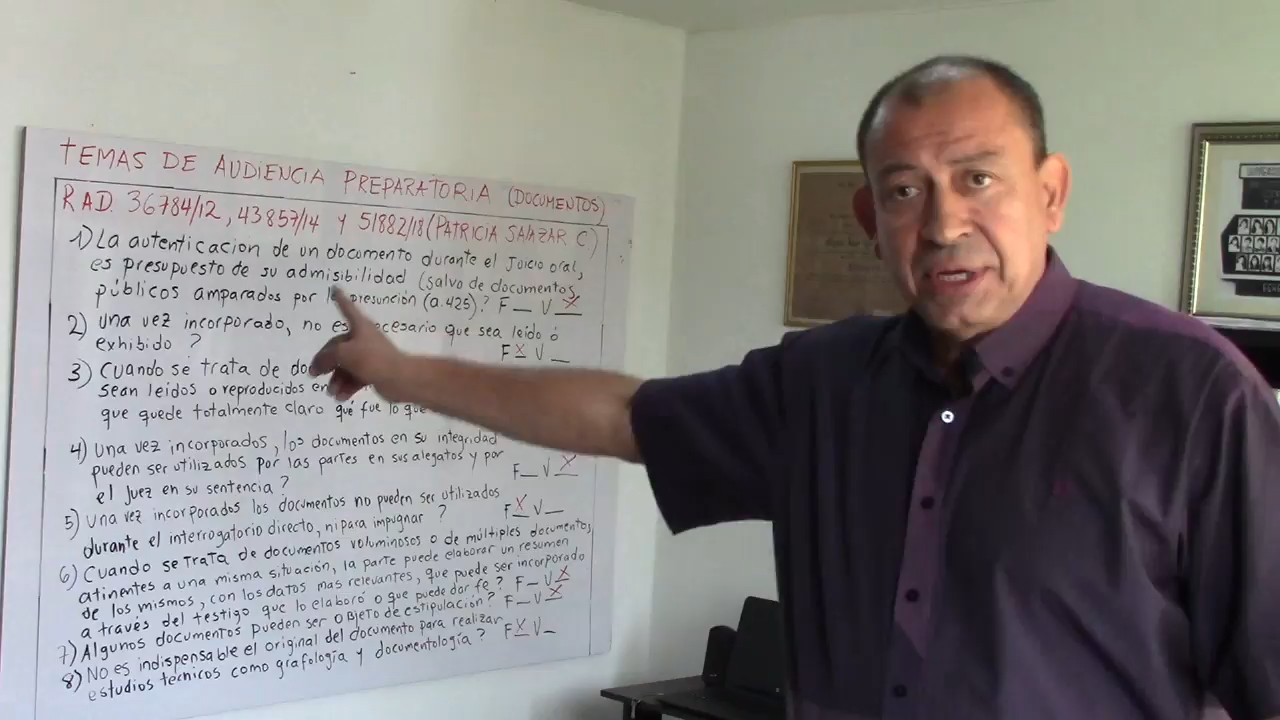 TEMAS DE AUDIENCIA PREPARATORIA (DOCUMENTOS)
RAD. 36784/12, 43857/14 Y 51882/18 (PATRICIA SALAZAR C)
1) La autenticacion de un documento durante el Juicio oral,
es presupuesto de su admisibilidad (salvo de documentos
públicos amparados por la presunción (a.425)? F__ V X
2) Una vez incorporado, no es necesario que sea leído ó
exhibido ? F X V __
3) Cuando se trata de
sean leídos o reproducidos en
que quede totalmente claro qué fue lo que
4) Una vez incorporados, los documentos en su integridad
pueden ser utilizados por las partes en sus alegatos y por
el Juez en su sentencia? F__ V X
5) Una vez incorporados los documentos no pueden ser utilizados
durante el interrogatorio directo, ni para impugnar ? F X V __
6) Cuando se trata de documentos voluminosos o de múltiples documentos,
atinentes a una misma situación, la parte puede elaborar un resumen
de los mismos, con los datos mas relevantes, que puede ser incorporado
a través del testigo que lo elaboró o que puede dar fe? F __ V X
7) Algunos documentos pueden ser objeto de estipulación? F__ V X
8) No es indispensable el original del documento para realizar
estudios técnicos como grafología y documentología? F X V __